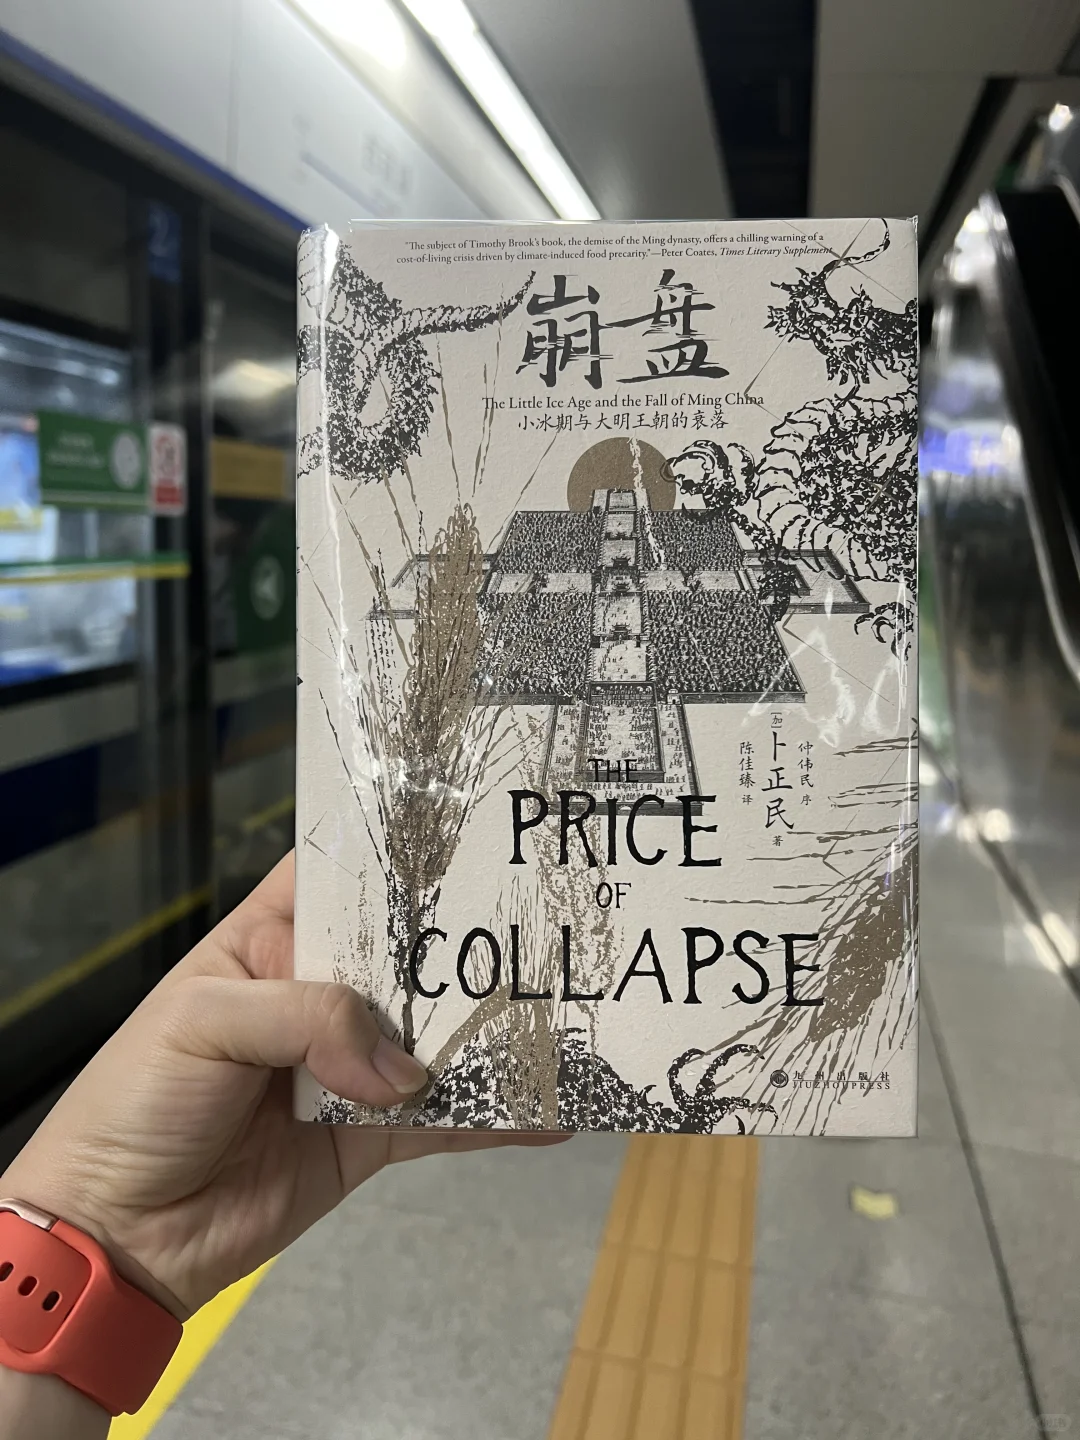 "The subject of Timothy Brook's book, the demise of the Ming dynasty, offers a chilling warning of a
cost-of-living crisis driven by climate-induced food precarity."—Peter Coates, Times Literary Supplement
崩盘
The Little Ice Age and the Fall of Ming China
小冰期与大明王朝的衰落
[加]卜正民 著
仲伟民 序
陈佳臻 译
THE
PRICE
OF
COLLAPSE
九州出版社
JIUZHOUPRESS
2